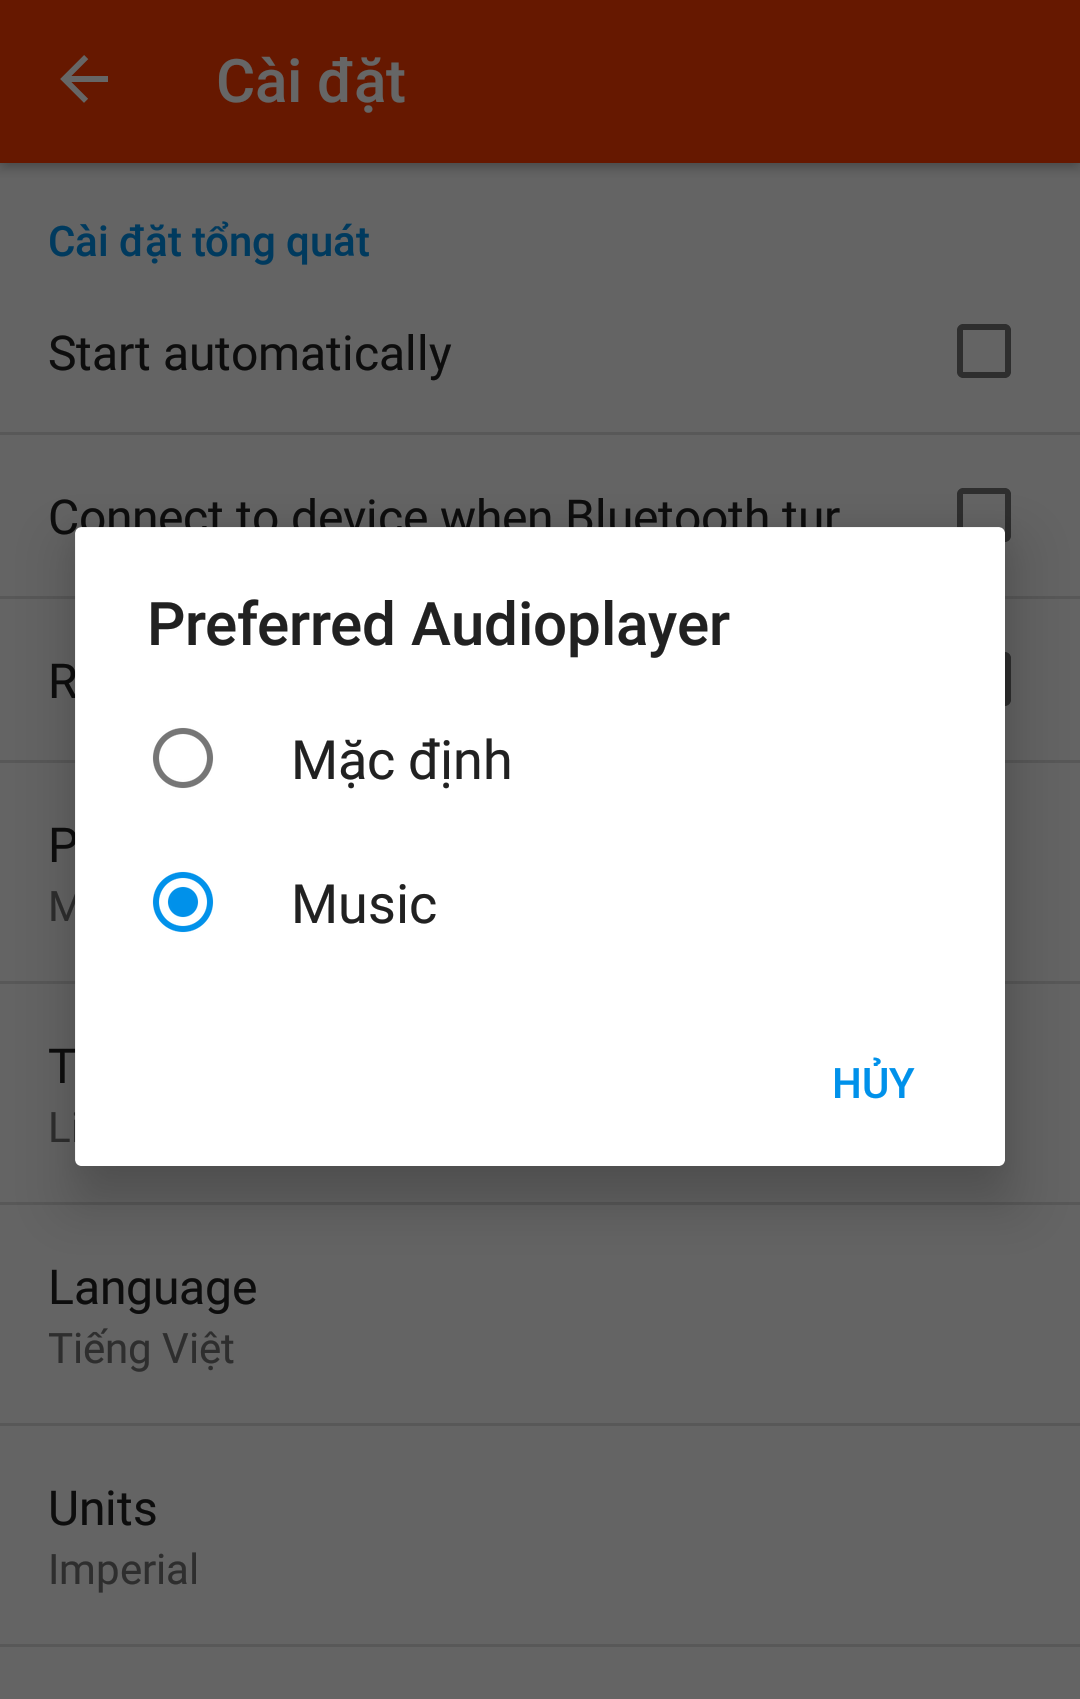 Cài đặt
Cài đặt tổng quát
Start automatically
Connect to device when Bluetooth tur
Preferred Audioplayer
Mặc định
Music
HỦY
Language
Tiếng Việt
Units
Imperial